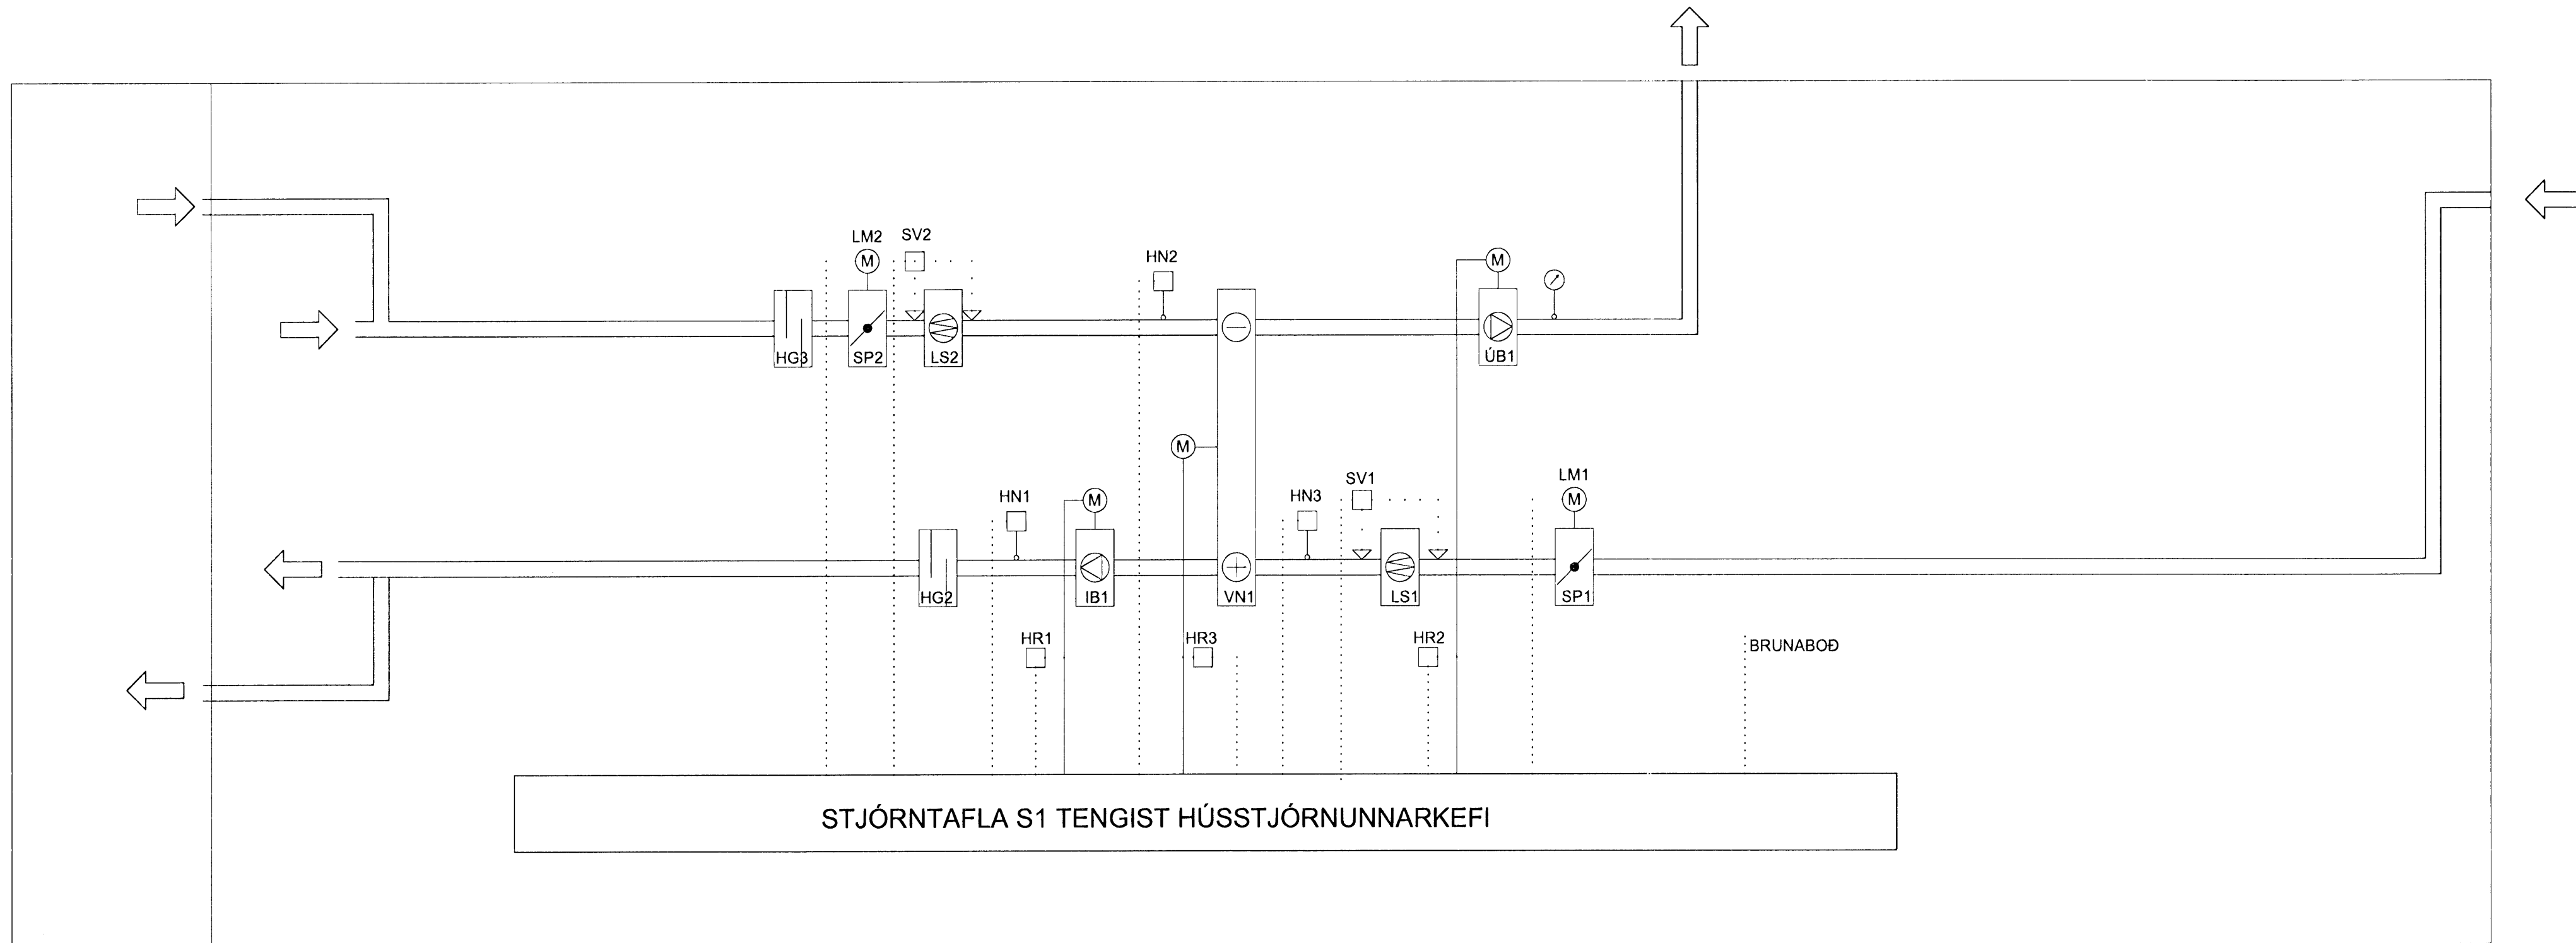 LM2
SV2
M
HN2
M
HG3
SP2
LS2
ÚB1
M
HN1
M
HN3
SV1
LM1
M
HG2
IB1
VN1
LS1
SP1
HR1
HR3
HR2
BRUNABOÐ
STJÓRNTAFLA S1 TENGIST HÚSSTJÓRNUNNARKEFI